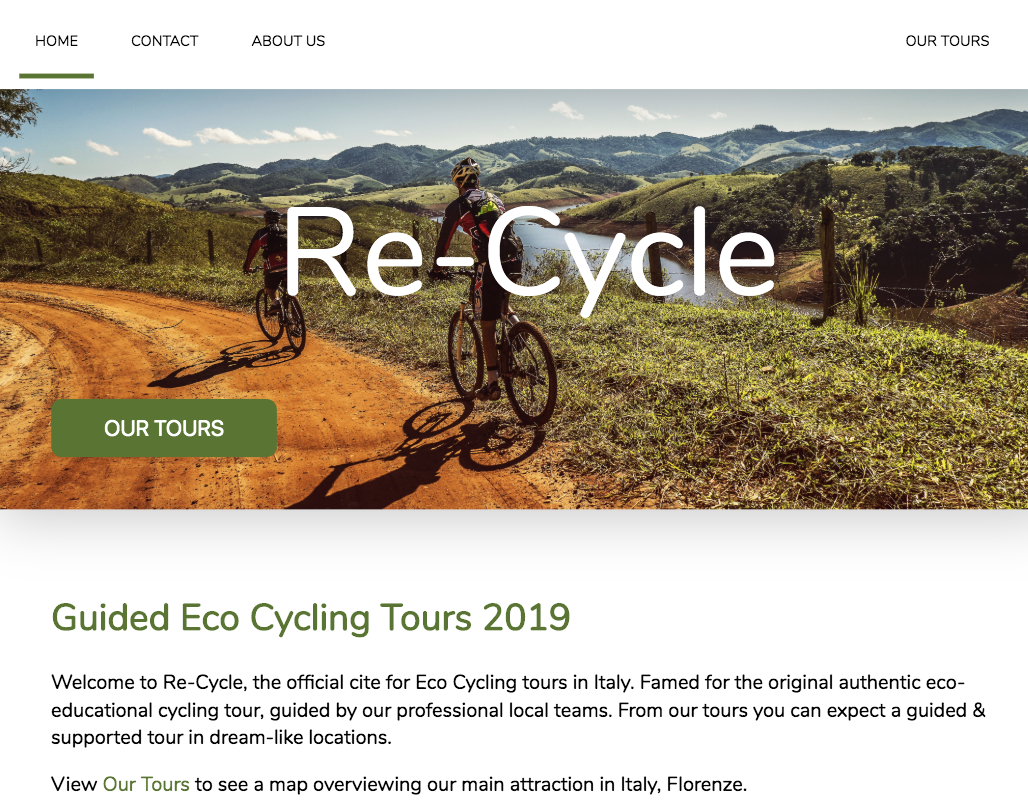 HOME CONTACT ABOUT US OUR TOURS
Re-Cycle
OUR TOURS
Guided Eco Cycling Tours 2019
Welcome to Re-Cycle, the official cite for Eco Cycling tours in Italy. Famed for the original authentic eco-
educational cycling tour, guided by our professional local teams. From our tours you can expect a guided &
supported tour in dream-like locations.
View Our Tours to see a map overviewing our main attraction in Italy, Florenze.